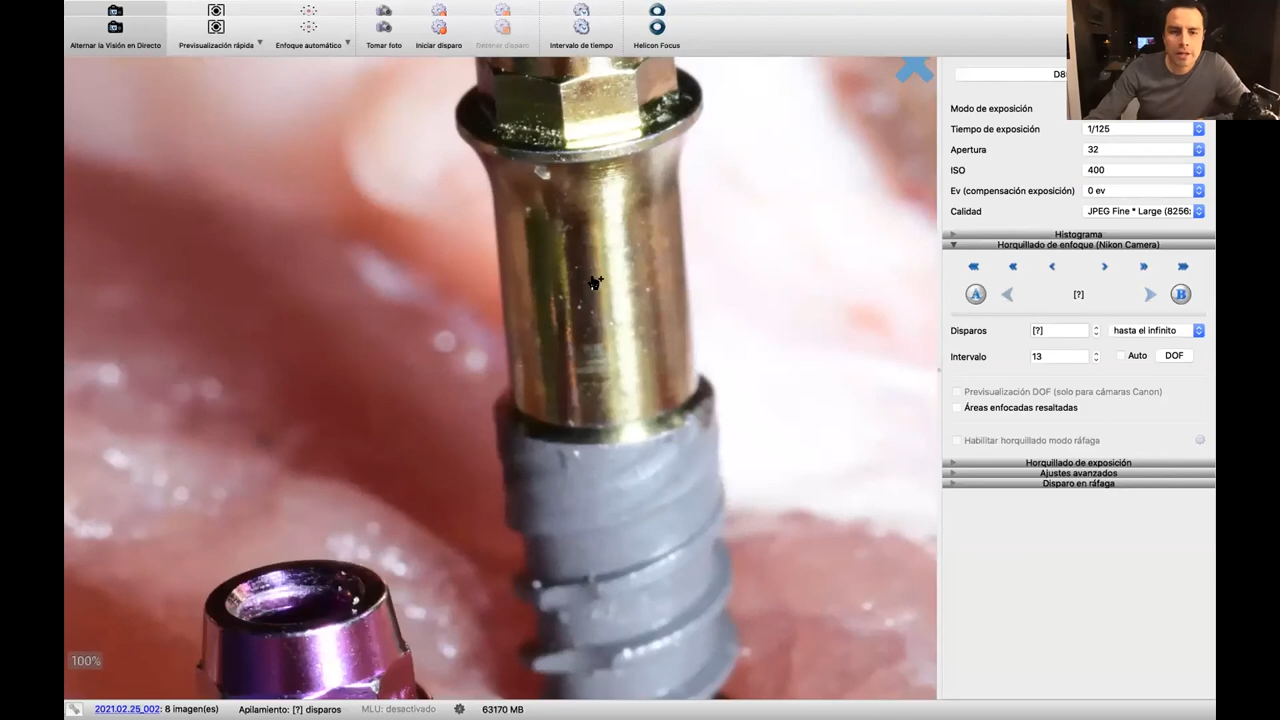 Alternar la Visión en Directo
Previsualización rápida
Enfoque automático
Tomar foto
Iniciar disparo
Detener disparo
Intervalo de tiempo
Helicon Focus
Modo de exposición
Tiempo de exposición 1/125
Apertura 32
ISO 400
Ev (compensación exposición) 0 ev
Calidad JPEG Fine * Large (8256
Histograma
Horquillado de enfoque (Nikon Camera)
A [?] B
Disparos [?] hasta el infinito
Intervalo 13 Auto DOF
Previsualización DOF (solo para cámaras Canon)
Áreas enfocadas resaltadas
Habilitar horquillado modo ráfaga
Horquillado de exposición
Ajustes avanzados
Disparo en ráfaga
100%
2021.02.25_002: 8 imagen(es) Apilamiento: [?] disparos MLU: desactivado 63170 MB